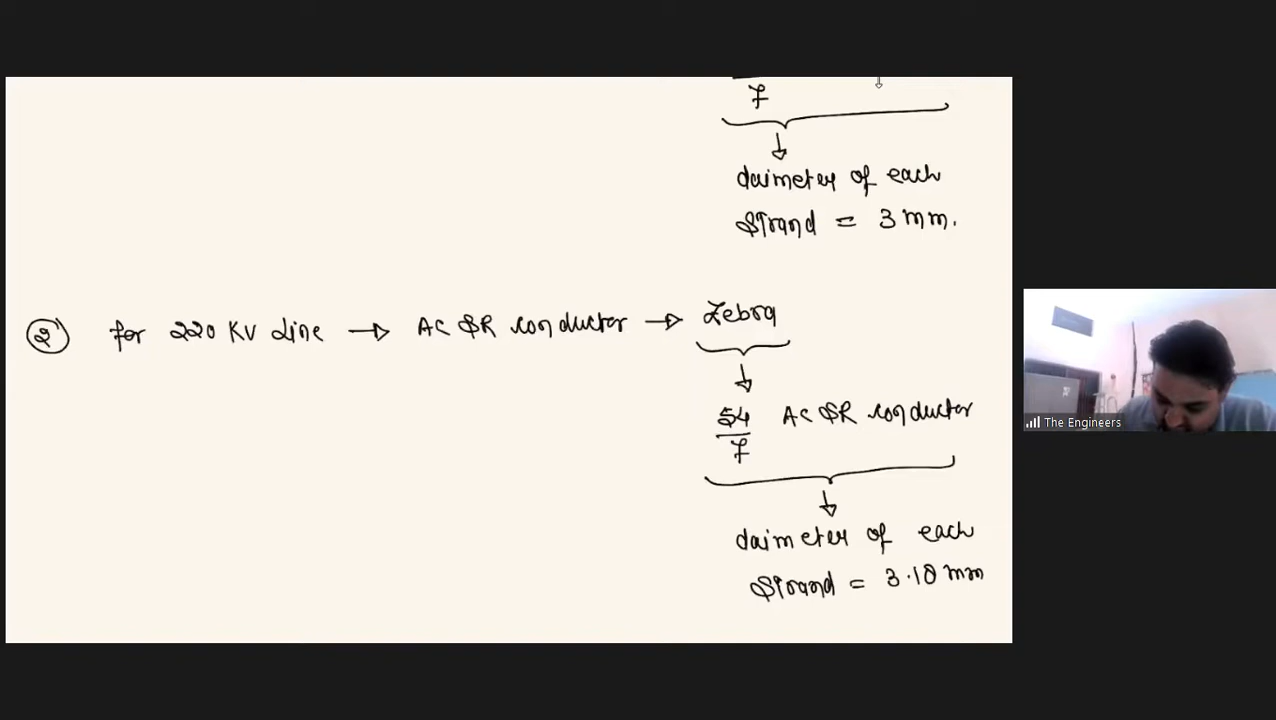 7
daimeter of each
strand = 3 mm.
2 for 220 KV Line → ACSR conductor → Zebra
54 ACSR conductor
7
daimeter of each
strand = 3.18 mm
The Engineers